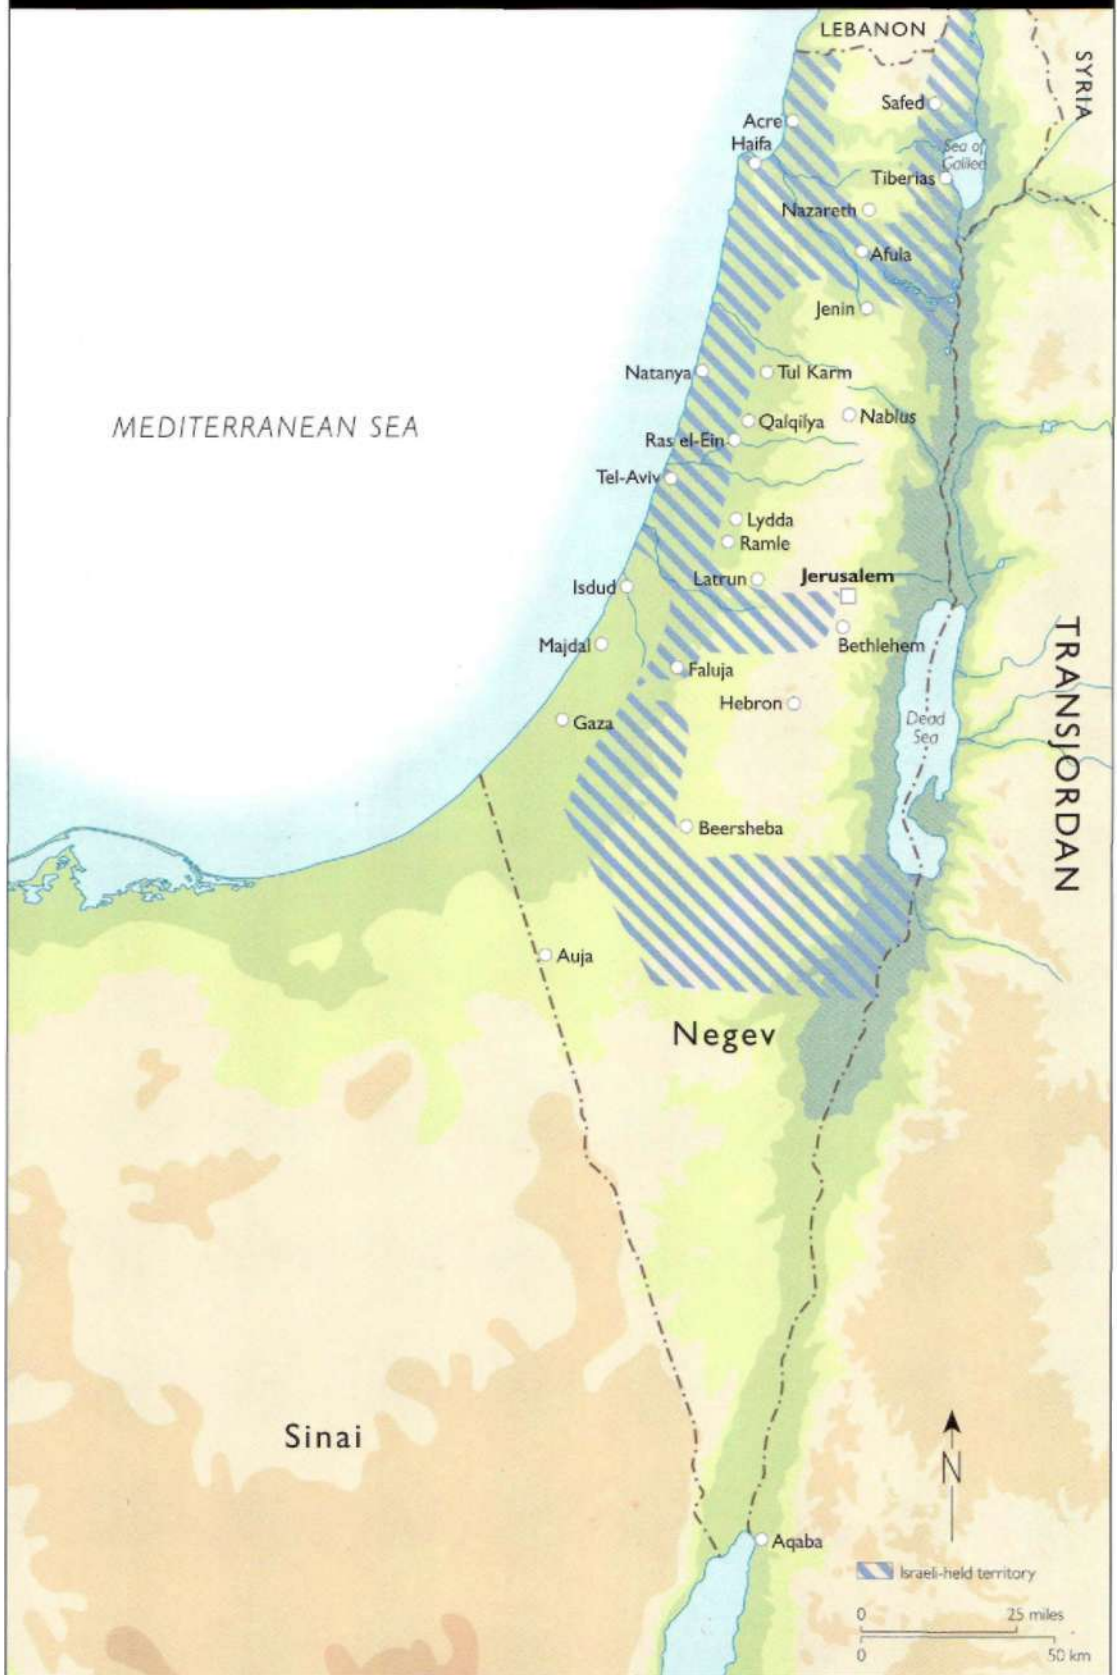 LEBANON
SYRIA
Safed
Acre
Haifa
Sea of
Galilee
Tiberias
Nazareth
Afula
Jenin
Natanya
Tul Karm
MEDITERRANEAN SEA
Qalqilya
Nablus
Ras el-Ein
Tel-Aviv
Lydda
Ramle
Latrun
Jerusalem
Isdud
Majdal
Bethlehem
TRANSJORDAN
Faluja
Hebron
Gaza
Dead
Sea
Beersheba
Auja
Negev
Sinai
N
Aqaba
Israeli-held territory
0 25 miles
0 50 km